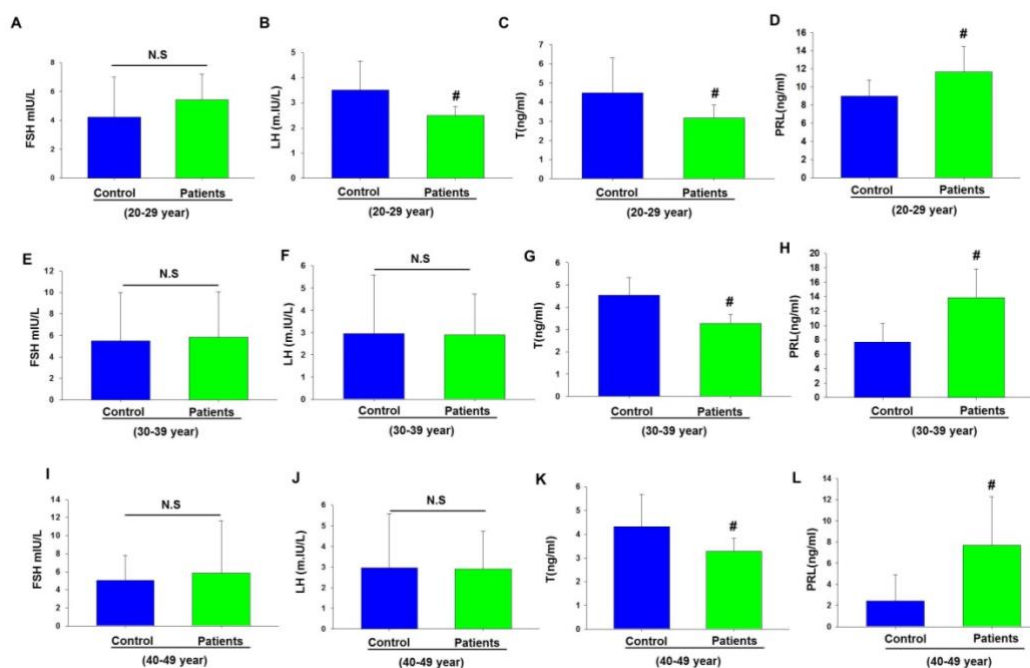 A
N.S
FSH mIU/L
8
6
4
2
0
Control
Patients
(20-29 year)
B
#
LH (m.IU/L)
5
4
3
2
1
0
Control
Patients
(20-29 year)
C
#
T(ng/ml)
7
6
5
4
3
2
1
0
Control
Patients
(20-29 year)
D
#
PRL(ng/ml)
16
14
12
10
8
6
4
2
0
Control
Patients
(20-29 year)
E
N.S
FSH mIU/L
12
10
8
6
4
2
0
Control
Patients
(30-39 year)
F
N.S
LH (m.IU/L)
6
5
4
3
2
1
0
Control
Patients
(30-39 year)
G
#
T(ng/ml)
6
5
4
3
2
1
0
Control
Patients
(30-39 year)
H
#
PRL(ng/ml)
20
18
16
14
12
10
8
6
4
2
0
Control
Patients
(30-39 year)
I
N.S
FSH mIU/L
14
12
10
8
6
4
2
0
Control
Patients
(40-49 year)
J
N.S
LH (m.IU/L)
6
5
4
3
2
1
0
Control
Patients
(40-49 year)
K
#
T(ng/ml)
6
5
4
3
2
1
0
Control
Patients
(40-49 year)
L
#
PRL(ng/ml)
14
12
10
8
6
4
2
0
Control
Patients
(40-49 year)